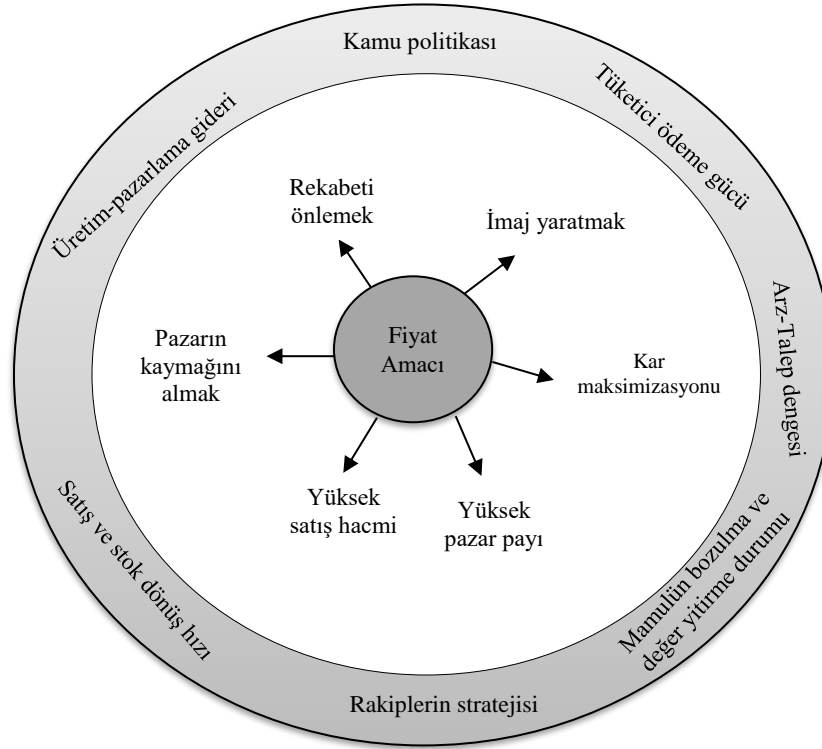 Kamu politikası
Tüketici ödeme gücü
Arz-Talep dengesi
Mamulün bozulma ve
değer yitirme durumu
Rakiplerin stratejisi
Satış ve stok dönüş hızı
Üretim-pazarlama gideri
Rekabeti
önlemek
İmaj yaratmak
Kar
maksimizasyonu
Yüksek
pazar payı
Yüksek
satış hacmi
Pazarın
kaymağını
almak
Fiyat
Amacı